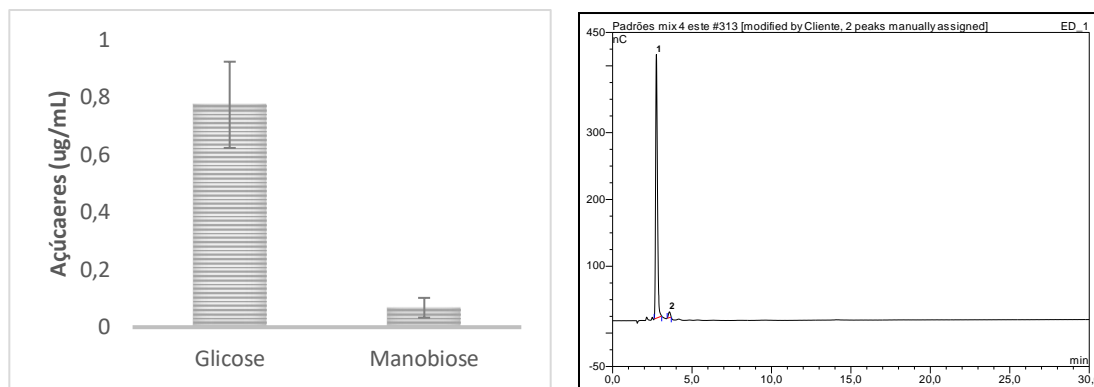 1
0,8
0,6
0,4
0,2
0
Açúcaeres (ug/mL)
Glicose
Manobiose
Padrões mix 4 este #313 [modified by Cliente, 2 peaks manually assigned]
ED_1
450
nC
300
200
100
-50
1
2
min
0,0
5,0
10,0
15,0
20,0
25,0
30,